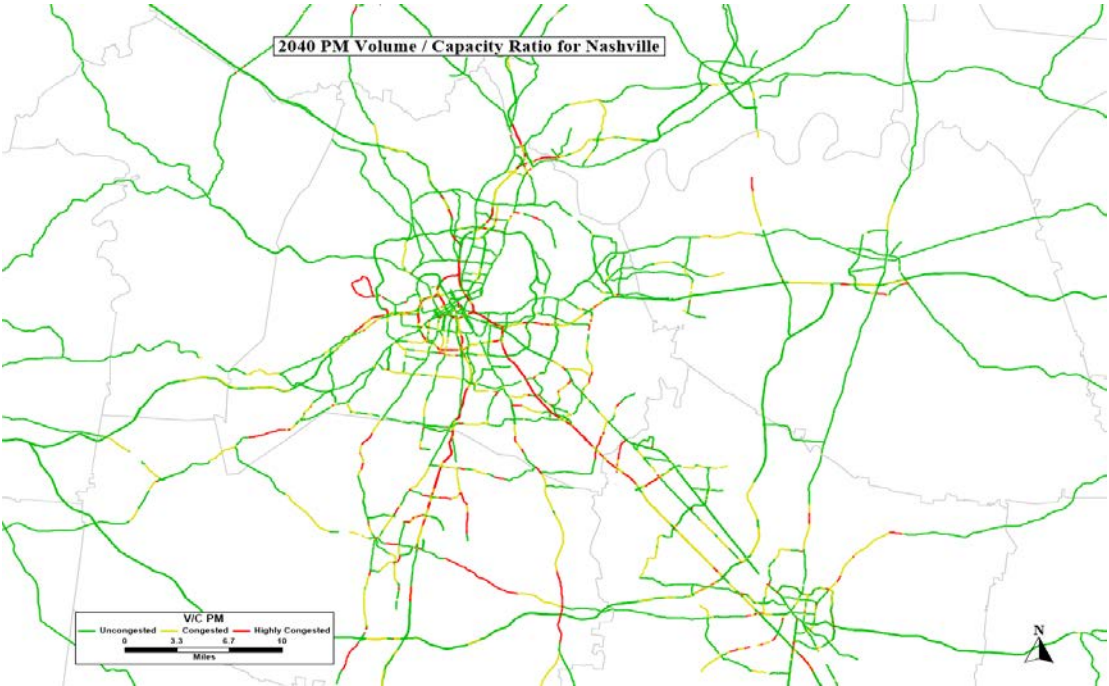 2040 PM Volume / Capacity Ratio for Nashville
V/C PM
Uncongested Congested Highly Congested
0 3.3 6.7 10
Miles
N